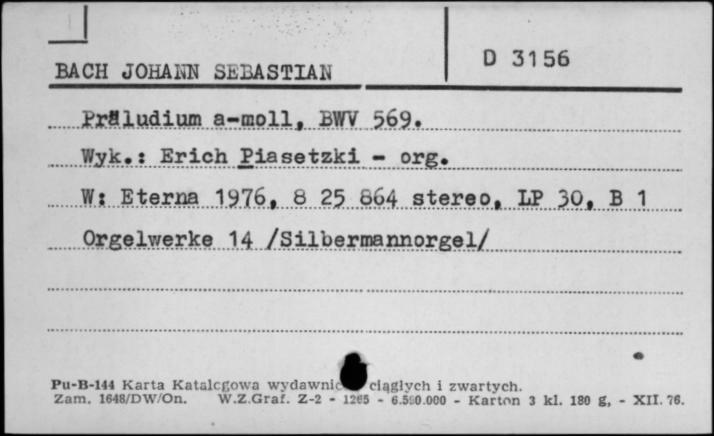 D 3156
BACH JOHANN SEBASTIAN
Präludium a-moll, BWV 569.
Wyk.: Erich Piasetzki - org.
W: Eterna 1976, 8 25 864 stereo, LP 30, B 1
Orgelwerke 14 /Silbermannorgel/
Pu-B-144 Karta Katalogowa wydawnic ciągłych i zwartych.
Zam. 1648/DW/On. W.Z.Graf. Z-2 - 1265 - 6.500.000 - Karton 3 kl. 180 g, - XII. 76.